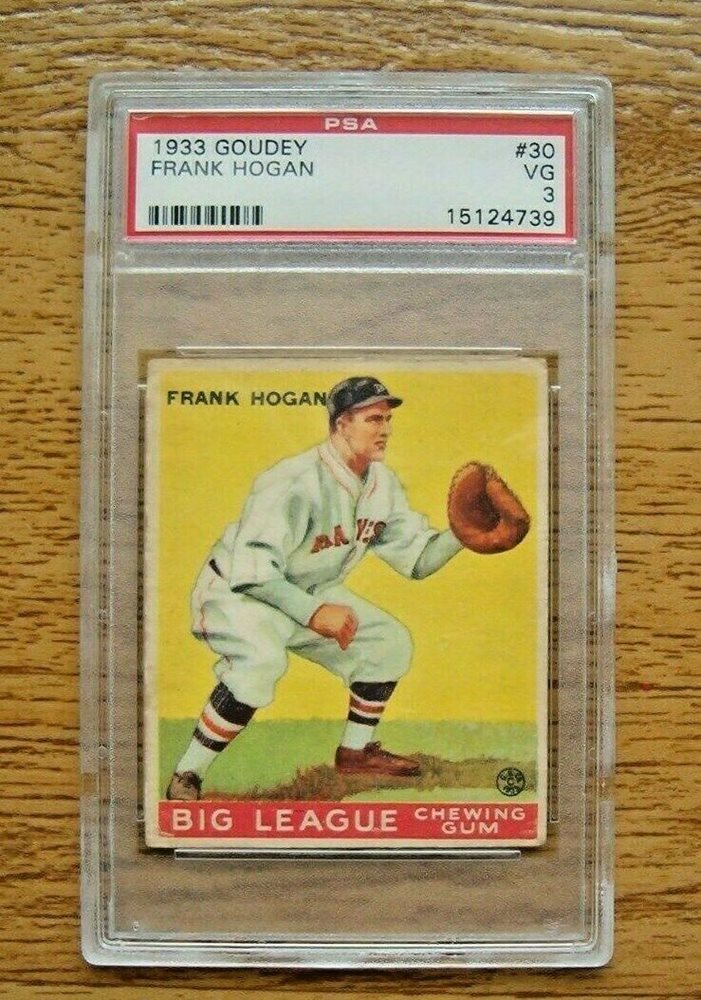 PSA
1933 GOUDEY #30
FRANK HOGAN VG
3
15124739
FRANK HOGAN
BIG LEAGUE CHEWING GUM